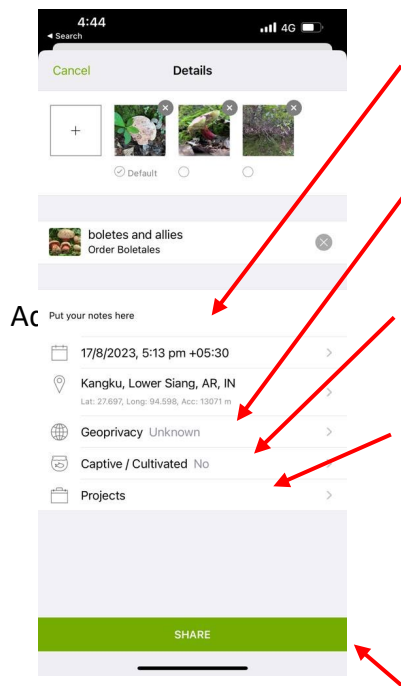 4:44
4G
Search
Cancel
Details
Default
boletes and allies
Order Boletales
Ac
Put your notes here
17/8/2023, 5:13 pm +05:30
Kangku, Lower Siang, AR, IN
Lat: 27.697, Long: 94.598, Acc: 13071 m
Geoprivacy Unknown
Captive / Cultivated No
Projects
SHARE